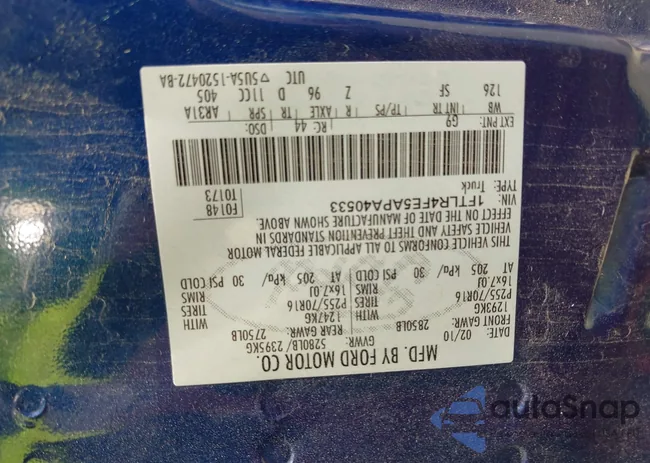 MFD. BY FORD MOTOR CO.
DATE: 02/10 GVWR: 5280LB/ 2395KG
FRONT GAWR: 2850LB REAR GAWR: 2750LB
1293KG 1247KG
P255/70R16 TIRES P255/70R16 TIRES WITH
16x7.0J RIMS 16x7.0J RIMS
AT 205 kPa/ 30 PSI COLD AT 205 kPa/ 30 PSI COLD
THIS VEHICLE CONFORMS TO ALL APPLICABLE FEDERAL MOTOR
VEHICLE SAFETY AND THEFT PREVENTION STANDARDS IN
EFFECT ON THE DATE OF MANUFACTURE SHOWN ABOVE.
VIN: 1FTLR4FE5APA40533
TYPE: Truck
F0148
T0173
EXT PNT: G9 RC: 44 DSO:
WB INT TR TP/PS R AXLE TR SPR AR31A
126 SF Z 96 D 11CC 405
UTC ▽5U5A-1520472-BA
autoSnap